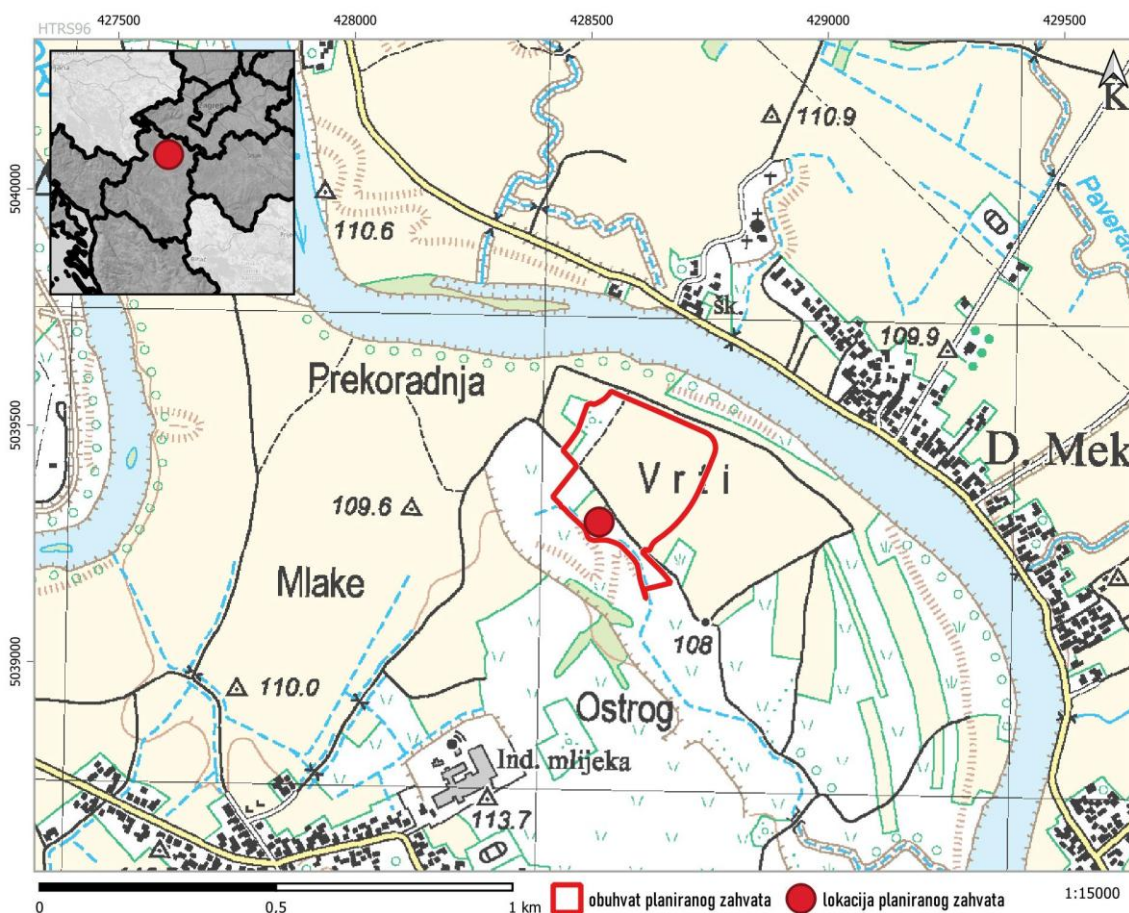 HTRS96
427500 428000 428500 429000 429500
5040000
5039500
5039000
Zagreb
K
110.9
110.6
Paveran
šk.
109.9
Prekoradnja
D. Mek
Vrti
109.6
Mlake
108
110.0
Ostrog
Ind. mlijeka
113.7
0 0,5 1 km
obuhvat planiranog zahvata
lokacija planiranog zahvata
1:15000